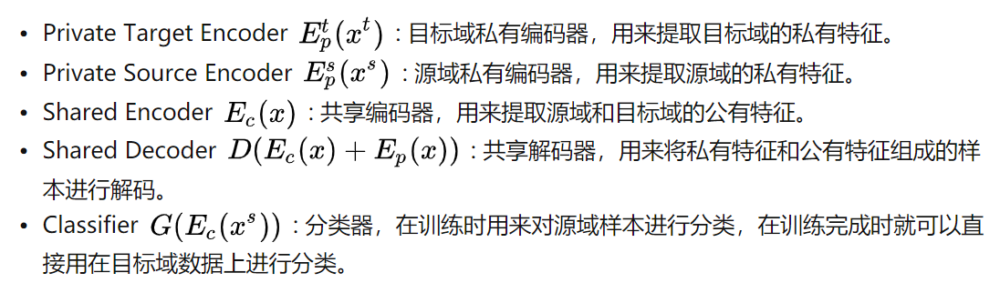 • Private Target Encoder $E_p^t(x^t)$ : 目标域私有编码器，用来提取目标域的私有特征。
• Private Source Encoder $E_p^s(x^s)$ : 源域私有编码器，用来提取源域的私有特征。
• Shared Encoder $E_c(x)$ : 共享编码器，用来提取源域和目标域的公有特征。
• Shared Decoder $D(E_c(x) + E_p(x))$ : 共享解码器，用来将私有特征和公有特征组成的样
本进行解码。
• Classifier $G(E_c(x^s))$ : 分类器，在训练时用来对源域样本进行分类，在训练完成时就可以直
接用在目标域数据上进行分类。